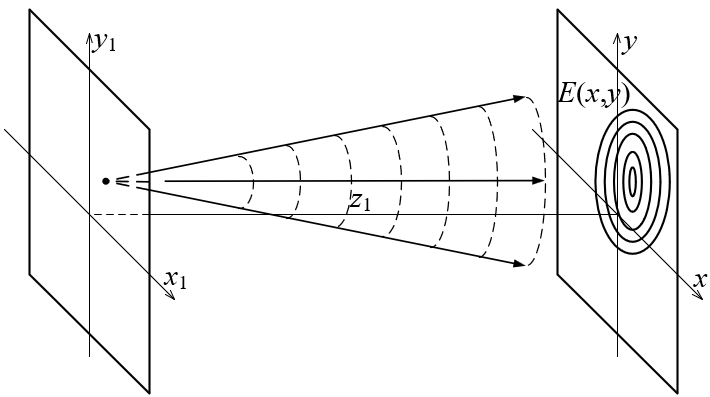 y₁
y
E(x,y)
z₁
x₁
x